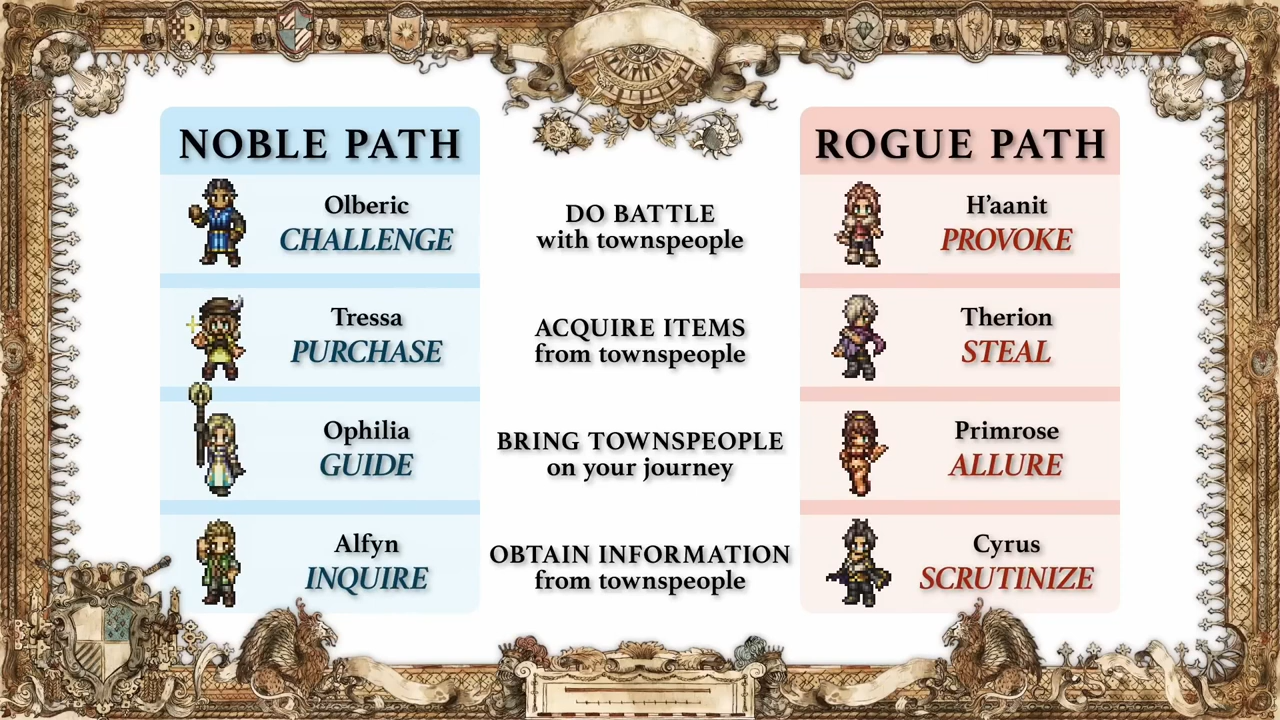 NOBLE PATH
ROGUE PATH
Olberic
CHALLENGE
DO BATTLE
with townspeople
H’aanit
PROVOKE
Tressa
PURCHASE
ACQUIRE ITEMS
from townspeople
Therion
STEAL
Ophilia
GUIDE
BRING TOWNSPEOPLE
on your journey
Primrose
ALLURE
Alfyn
INQUIRE
OBTAIN INFORMATION
from townspeople
Cyrus
SCRUTINIZE